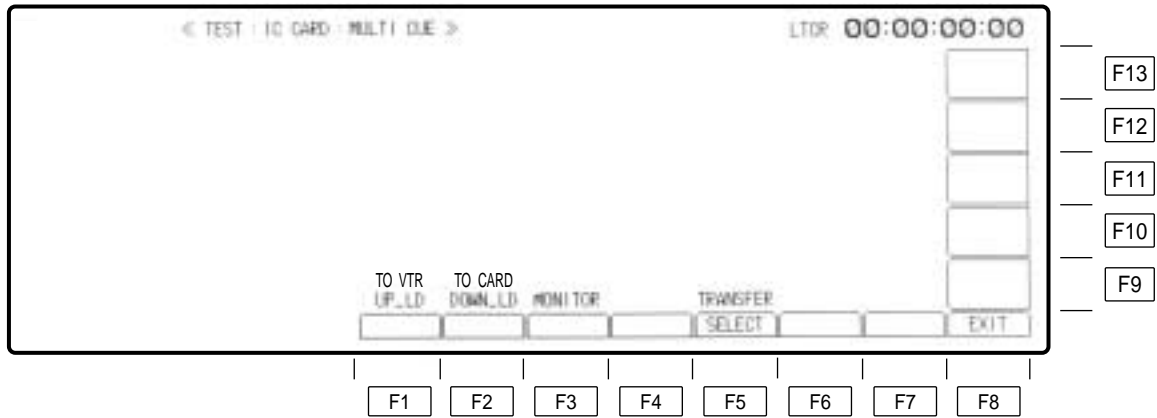 ≪ TEST : IC CARD : MULTI CUE ≫ LTCR 00:00:00:00
F13
F12
F11
F10
F9
TO VTR TO CARD
UP_LD DOWN_LD MONITOR TRANSFER
SELECT EXIT
F1 F2 F3 F4 F5 F6 F7 F8